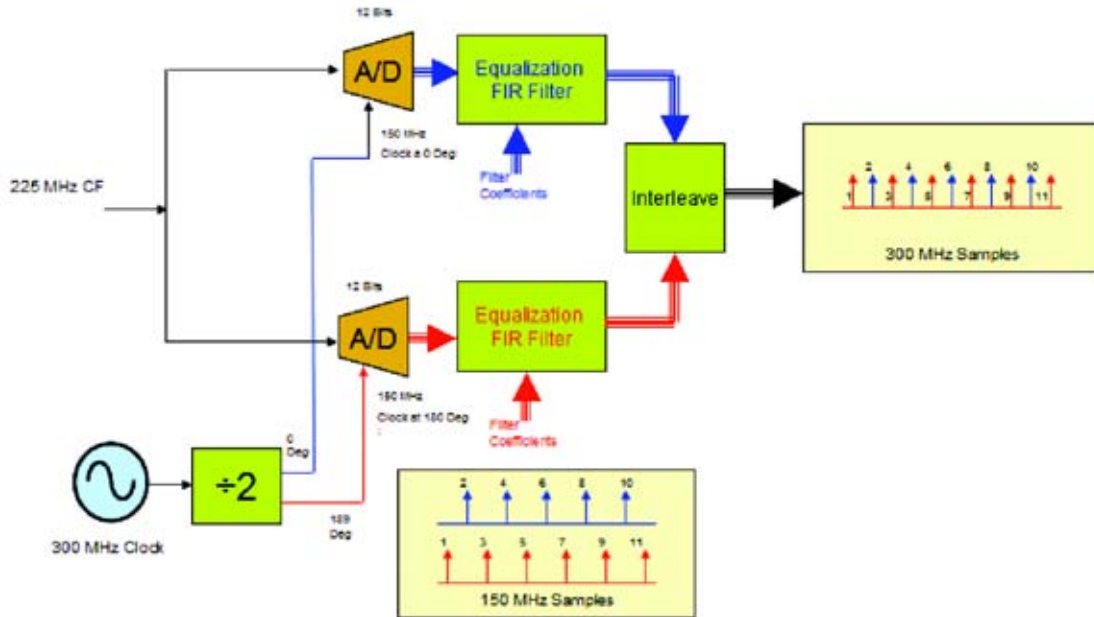 12 Bits
A/D
Equalization
FIR Filter
150 MHz
Clock a 0 Deg
Filter
Coefficients
225 MHz CF
Interleave
2 4 6 8 10
1 3 5 7 9 11
300 MHz Samples
12 Bits
A/D
Equalization
FIR Filter
150 MHz
Clock at 180 Deg
:
Filter
Coefficients
0
Deg
÷2
189
Deg
300 MHz Clock
2 4 6 8 10
1 3 5 7 9 11
150 MHz Samples